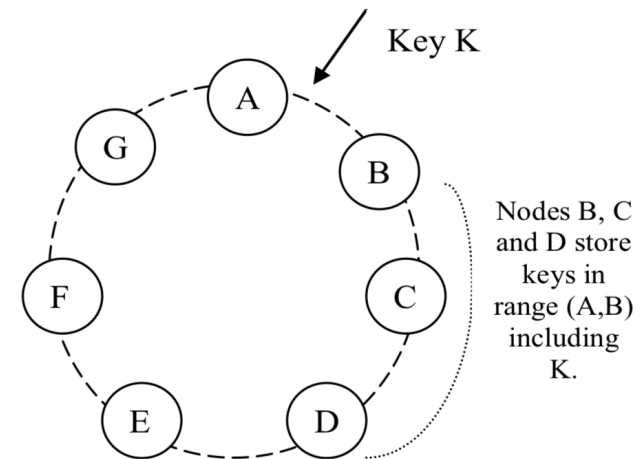 Key K
A
G
B
Nodes B, C
and D store
keys in
range (A,B)
including
K.
F
C
E
D